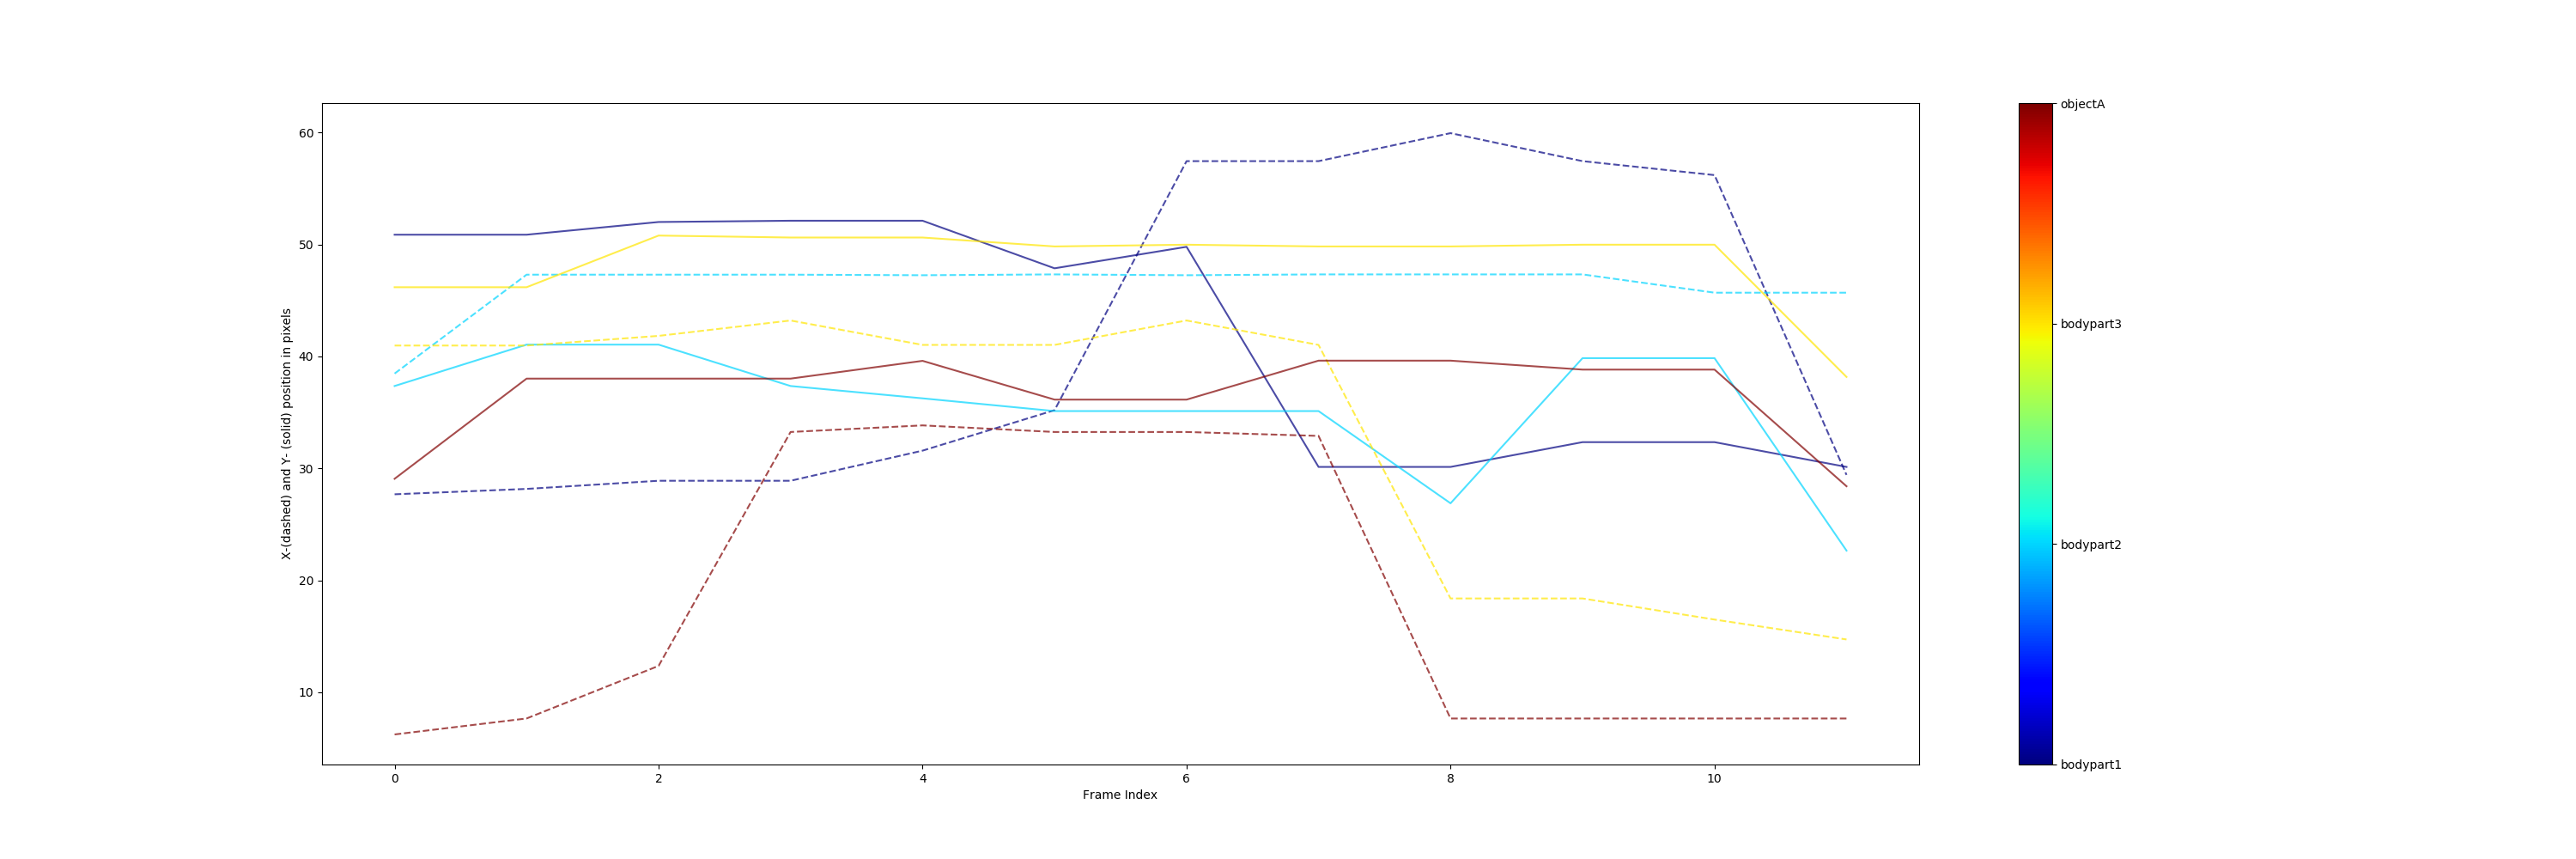 60
50
40
30
20
10
X-(dashed) and Y- (solid) position in pixels
0 2 4 6 8 10
Frame Index
objectA
bodypart3
bodypart2
bodypart1